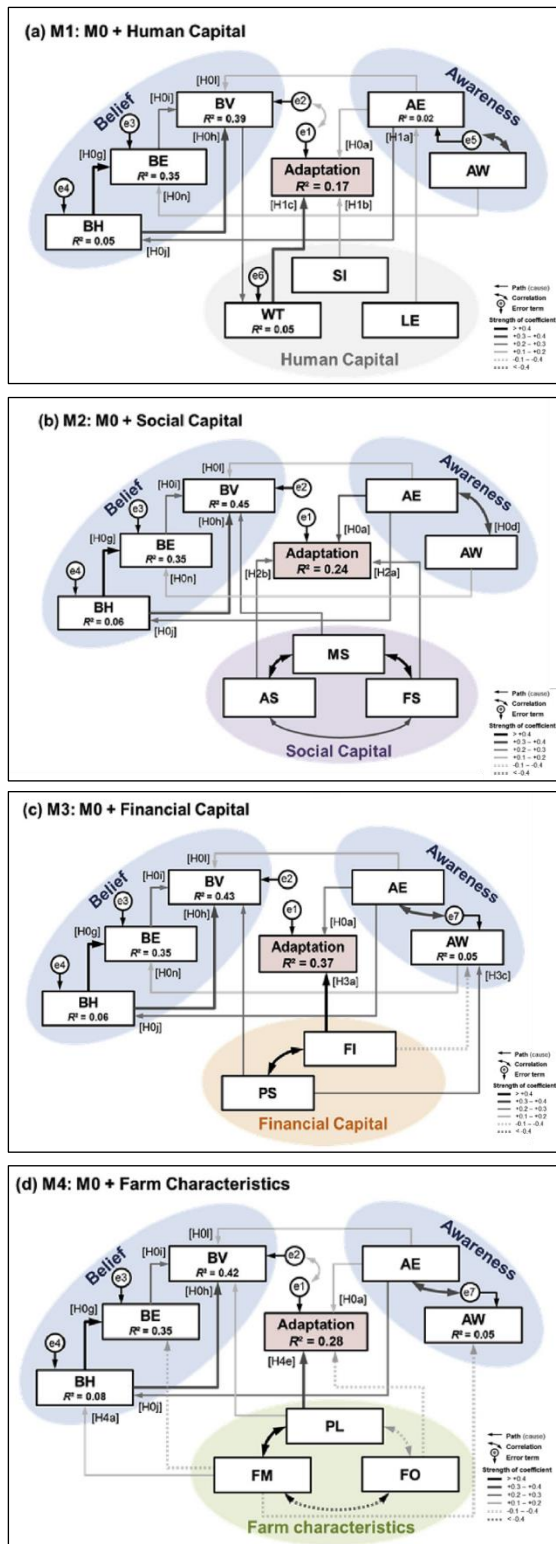 (a) M1: M0 + Human Capital
Belief
Awareness
[H0l]
[H0i]
BV
R² = 0.39
e2
AE
R² = 0.02
e3
[H0h]
e1
[H0a]
[H1a]
e5
[H0g]
BE
R² = 0.35
Adaptation
R² = 0.17
AW
e4
[H0n]
[H1c]
[H1b]
BH
R² = 0.05
[H0j]
SI
e6
WT
R² = 0.05
LE
Human Capital
Path (cause)
Correlation
Error term
Strength of coefficient
> +0.4
+0.3 – +0.4
+0.2 – +0.3
+0.1 – +0.2
-0.1 – -0.4
< -0.4
(b) M2: M0 + Social Capital
Belief
Awareness
[H0l]
[H0i]
BV
R² = 0.45
e2
AE
e3
[H0h]
e1
[H0a]
[H0d]
[H0g]
BE
R² = 0.35
Adaptation
R² = 0.24
AW
e4
[H0n]
[H2b]
[H2a]
BH
R² = 0.06
[H0j]
MS
AS
FS
Social Capital
Path (cause)
Correlation
Error term
Strength of coefficient
> +0.4
+0.3 – +0.4
+0.2 – +0.3
+0.1 – +0.2
-0.1 – -0.4
< -0.4
(c) M3: M0 + Financial Capital
Belief
Awareness
[H0l]
[H0i]
BV
R² = 0.43
e2
AE
e3
[H0h]
e1
[H0a]
e7
[H0g]
BE
R² = 0.35
Adaptation
R² = 0.37
AW
R² = 0.05
e4
[H0n]
[H3a]
[H3c]
BH
R² = 0.06
[H0j]
FI
PS
Financial Capital
Path (cause)
Correlation
Error term
Strength of coefficient
> +0.4
+0.3 – +0.4
+0.2 – +0.3
+0.1 – +0.2
-0.1 – -0.4
< -0.4
(d) M4: M0 + Farm Characteristics
Belief
Awareness
[H0l]
[H0i]
BV
R² = 0.42
e2
AE
e3
[H0h]
e1
[H0a]
e7
[H0g]
BE
R² = 0.35
Adaptation
R² = 0.28
AW
R² = 0.05
e4
[H4e]
BH
R² = 0.08
[H4a]
[H0j]
PL
FM
FO
Farm characteristics
Path (cause)
Correlation
Error term
Strength of coefficient
> +0.4
+0.3 – +0.4
+0.2 – +0.3
+0.1 – +0.2
-0.1 – -0.4
< -0.4